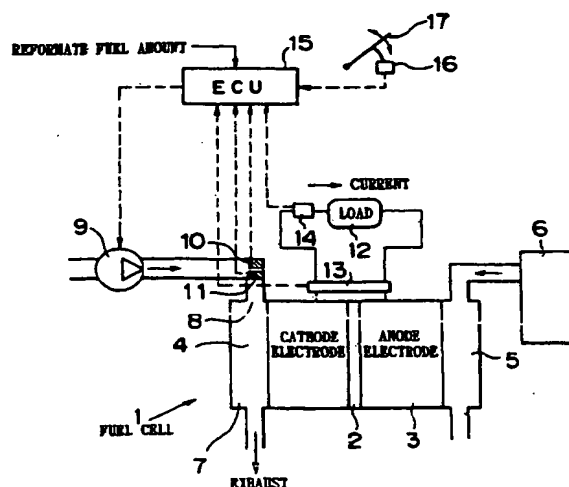 REFORMATE FUEL AMOUNT
15
17
16
ECU
CURRENT
9
10
14
LOAD
12
6
13
11
8
4
CATHODE
ELECTRODE
ANODE
ELECTRODE
5
1
FUEL CELL
7
2
3
EXHAUST